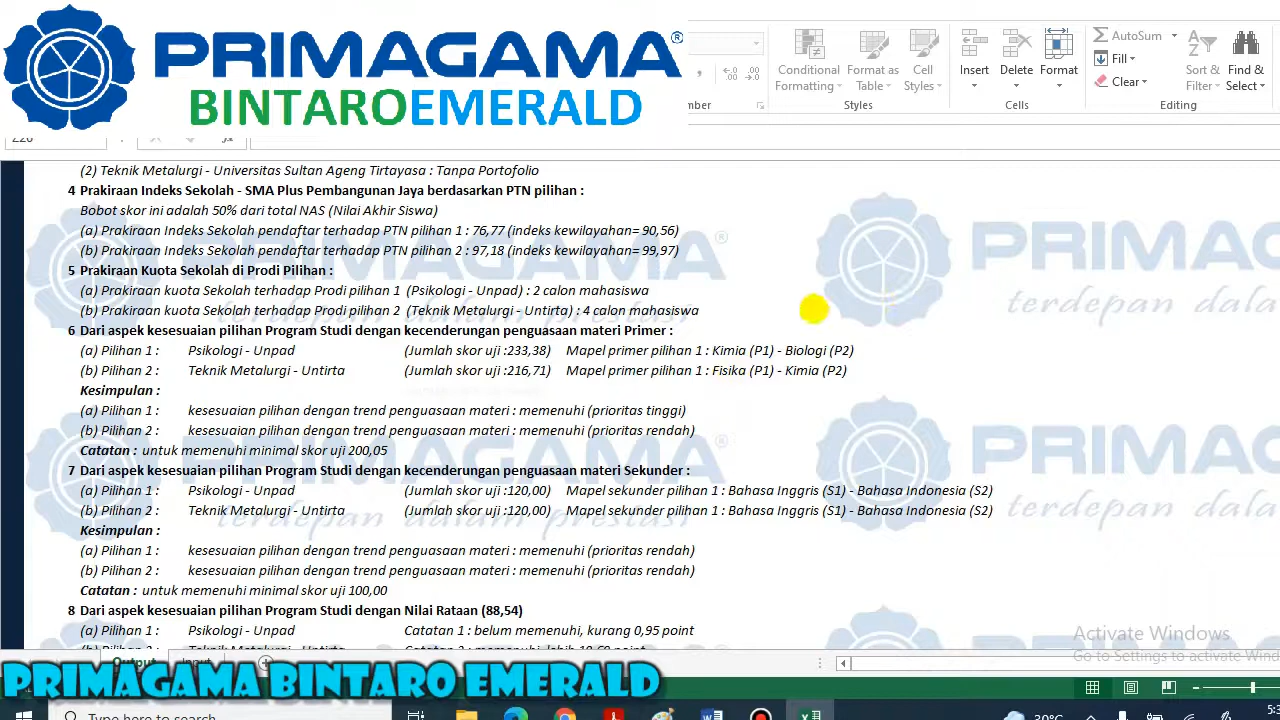 PRIMAGAMA®
BINTARO EMERALD
Conditional Formatting
Format as Table
Cell Styles
Insert
Delete
Format
AutoSum
Fill
Clear
Sort & Filter
Find & Select
Styles
Cells
Editing
(2) Teknik Metalurgi - Universitas Sultan Ageng Tirtayasa : Tanpa Portofolio
4 Prakiraan Indeks Sekolah - SMA Plus Pembangunan Jaya berdasarkan PTN pilihan :
Bobot skor ini adalah 50% dari total NAS (Nilai Akhir Siswa)
(a) Prakiraan Indeks Sekolah pendaftar terhadap PTN pilihan 1 : 76,77 (indeks kewilayahan= 90,56)
(b) Prakiraan Indeks Sekolah pendaftar terhadap PTN pilihan 2 : 97,18 (indeks kewilayahan= 99,97)
5 Prakiraan Kuota Sekolah di Prodi Pilihan :
(a) Prakiraan kuota Sekolah terhadap Prodi pilihan 1 (Psikologi - Unpad) : 2 calon mahasiswa
(b) Prakiraan kuota Sekolah terhadap Prodi pilihan 2 (Teknik Metalurgi - Untirta) : 4 calon mahasiswa
6 Dari aspek kesesuaian pilihan Program Studi dengan kecenderungan penguasaan materi Primer :
(a) Pilihan 1 : Psikologi - Unpad (Jumlah skor uji :233,38) Mapel primer pilihan 1 : Kimia (P1) - Biologi (P2)
(b) Pilihan 2 : Teknik Metalurgi - Untirta (Jumlah skor uji :216,71) Mapel primer pilihan 1 : Fisika (P1) - Kimia (P2)
Kesimpulan :
(a) Pilihan 1 : kesesuaian pilihan dengan trend penguasaan materi : memenuhi (prioritas tinggi)
(b) Pilihan 2 : kesesuaian pilihan dengan trend penguasaan materi : memenuhi (prioritas rendah)
Catatan : untuk memenuhi minimal skor uji 200,05
7 Dari aspek kesesuaian pilihan Program Studi dengan kecenderungan penguasaan materi Sekunder :
(a) Pilihan 1 : Psikologi - Unpad (Jumlah skor uji :120,00) Mapel sekunder pilihan 1 : Bahasa Inggris (S1) - Bahasa Indonesia (S2)
(b) Pilihan 2 : Teknik Metalurgi - Untirta (Jumlah skor uji :120,00) Mapel sekunder pilihan 1 : Bahasa Inggris (S1) - Bahasa Indonesia (S2)
Kesimpulan :
(a) Pilihan 1 : kesesuaian pilihan dengan trend penguasaan materi : memenuhi (prioritas rendah)
(b) Pilihan 2 : kesesuaian pilihan dengan trend penguasaan materi : memenuhi (prioritas rendah)
Catatan : untuk memenuhi minimal skor uji 100,00
8 Dari aspek kesesuaian pilihan Program Studi dengan Nilai Rataan (88,54)
(a) Pilihan 1 : Psikologi - Unpad Catatan 1 : belum memenuhi, kurang 0,95 point
Activate Windows
Go to Settings to activate Wind
Output Input
PRIMAGAMA BINTARO EMERALD
Type here to search
30°C